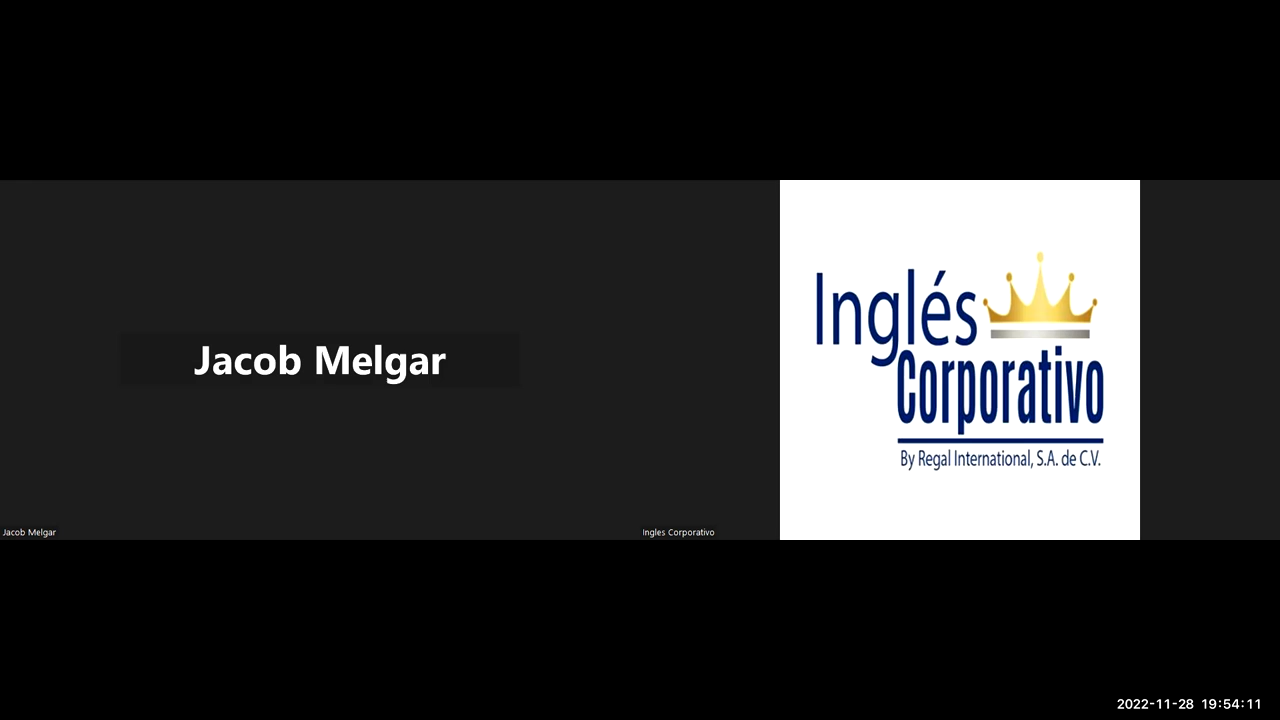 Jacob Melgar
Inglés
Corporativo
By Regal International, S.A. de C.V.
Jacob Melgar
Ingles Corporativo
2022-11-28 19:54:11